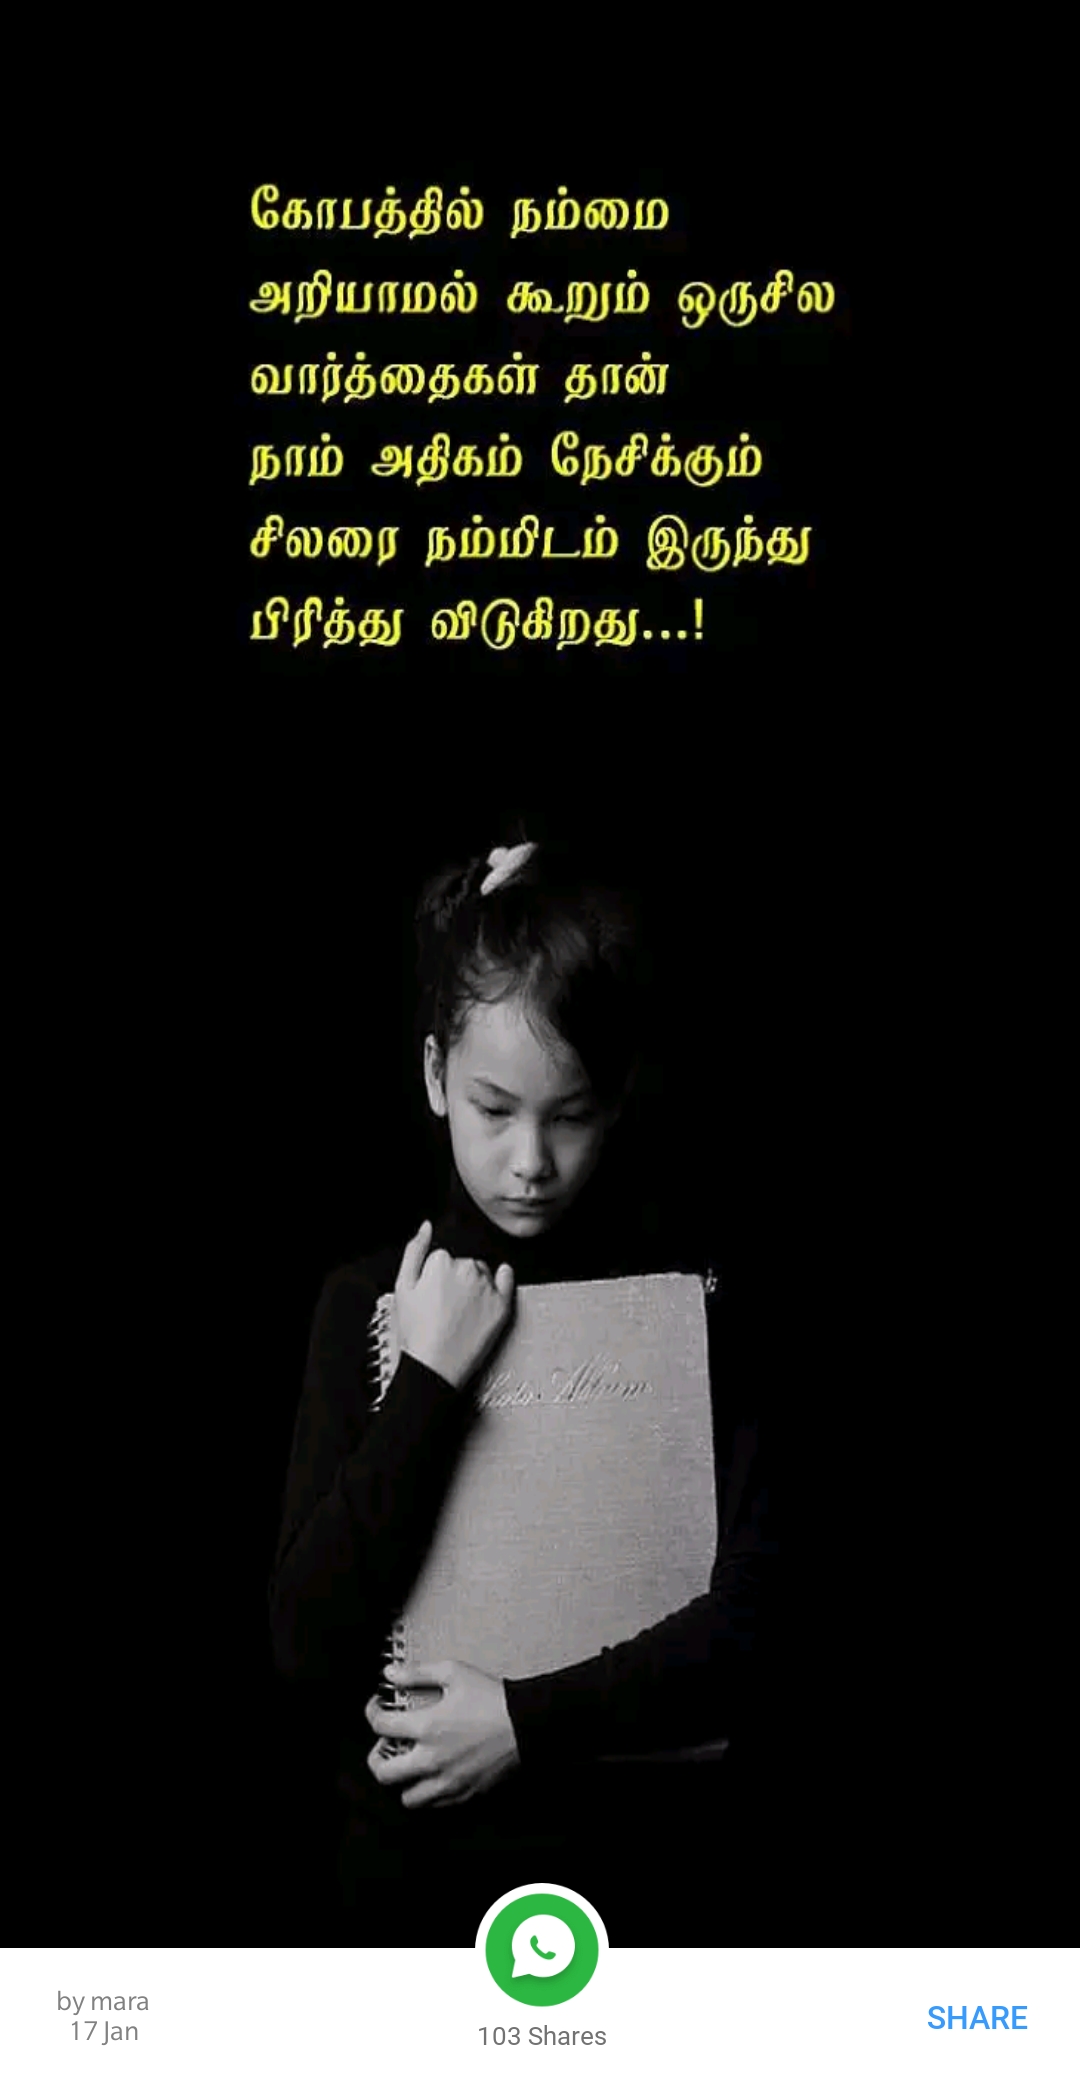 கோபத்தில் நம்மை
அறியாமல் கூறும் ஒருசில
வார்த்தைகள் தான்
நாம் அதிகம் நேசிக்கும்
சிலரை நம்மிடம் இருந்து
பிரித்து விடுகிறது...!
Album
by mara
17 Jan
103 Shares
SHARE